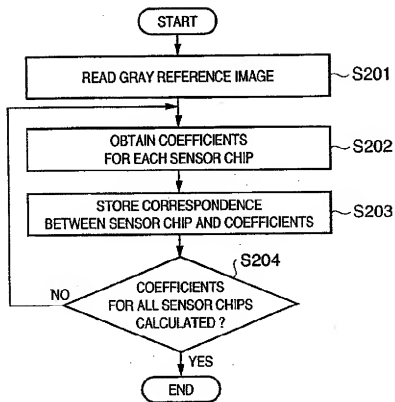 START
READ GRAY REFERENCE IMAGE
S201
OBTAIN COEFFICIENTS
FOR EACH SENSOR CHIP
S202
STORE CORRESPONDENCE
BETWEEN SENSOR CHIP AND COEFFICIENTS
S203
S204
COEFFICIENTS
FOR ALL SENSOR CHIPS
CALCULATED ?
NO
YES
END